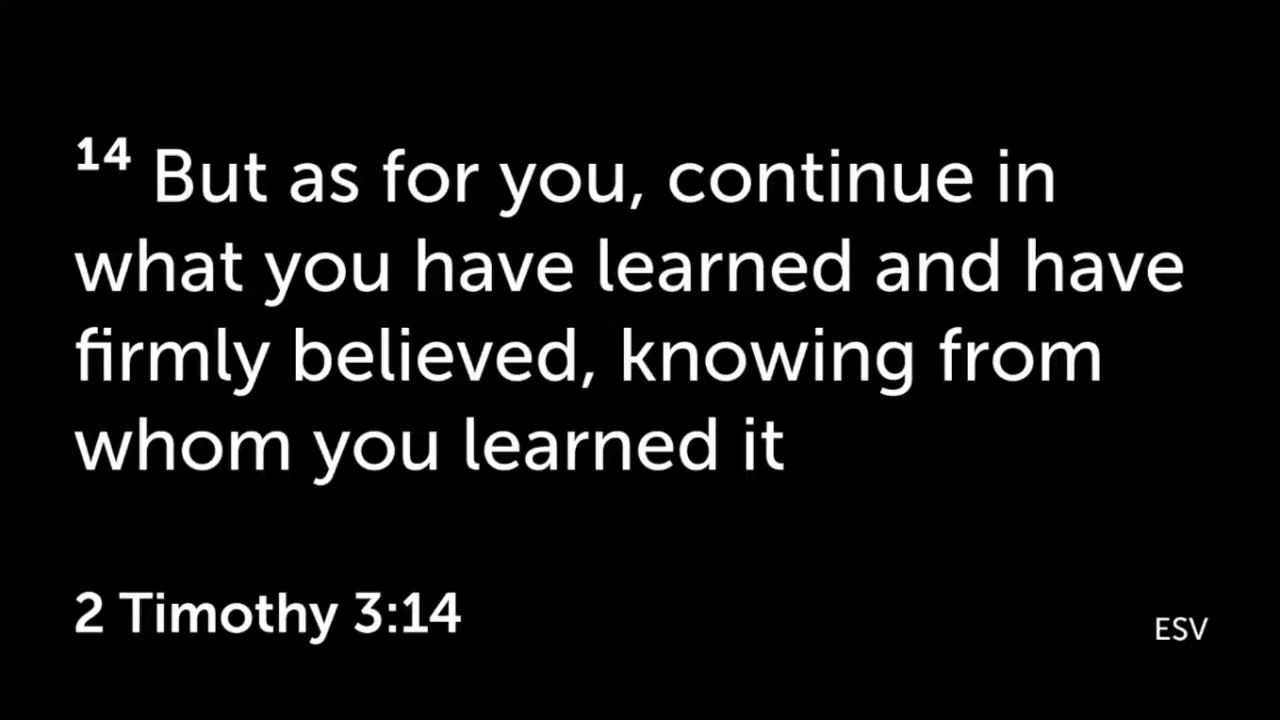 14 But as for you, continue in
what you have learned and have
firmly believed, knowing from
whom you learned it
2 Timothy 3:14
ESV